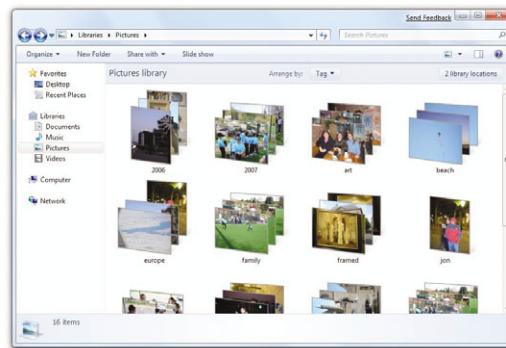 Send Feedback
Libraries Pictures
Search Pictures
Organize New Folder Share with Slide show
Favorites
Desktop
Recent Places
Libraries
Documents
Music
Pictures
Videos
Computer
Network
Pictures library
Arrange by: Tag
2 library locations
2006 2007 art beach
europe family framed jon
16 items